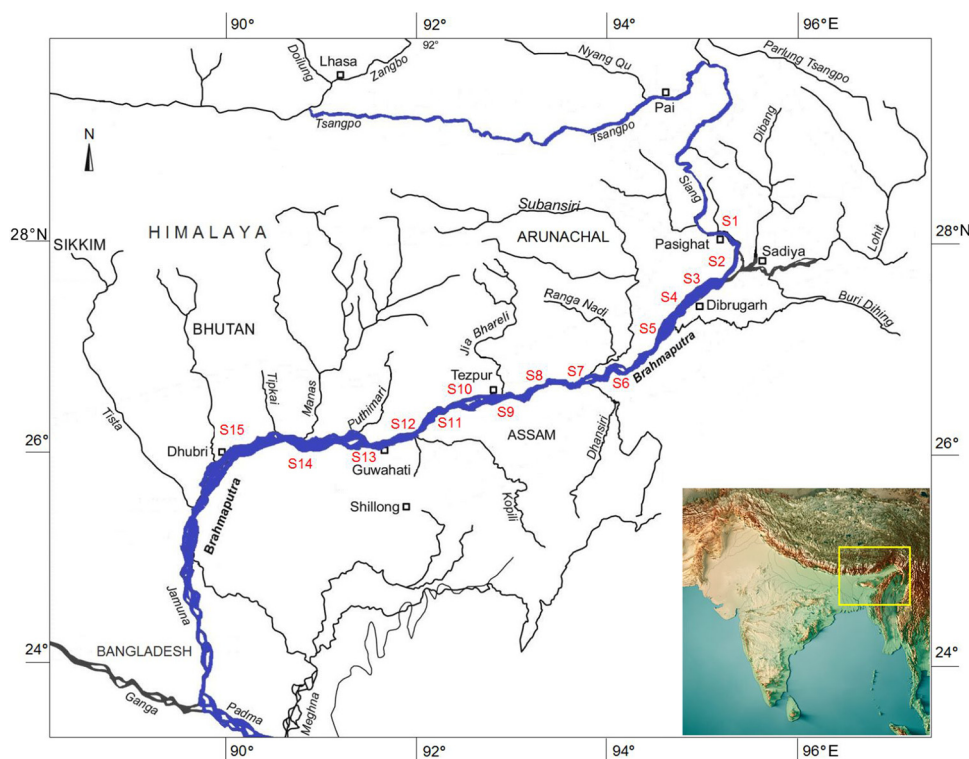 90°
92°
94°
96°E
92°
Lhasa
Doilung
Zangbo
Nyang Qu
Parlung Tsangpo
Pai
Tsangpo
Tsangpo
Dibang
N
Siang
Subansiri
S1
Lohit
28°N
SIKKIM
HIMALAYA
ARUNACHAL
Pasighat
S2
Sadiya
28°N
S3
S4
Dibrugarh
Buri Dihing
Ranga Nadi
BHUTAN
Jia Bhareli
S5
Brahmaputra
Tezpur
S10
S8
S7
S6
Tista
Tipkai
Manas
Puthimari
S12
S11
S9
S15
ASSAM
Dhansiri
26°
Dhubri
S14
S13
Guwahati
26°
Kopili
Shillong
Brahmaputra
Jamuna
24°
BANGLADESH
24°
Ganga
Padma
Meghna
90°
92°
94°
96°E